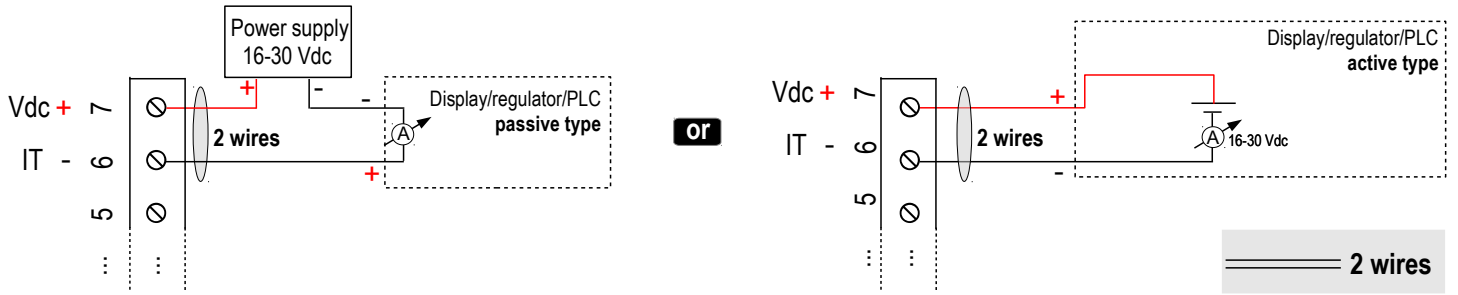 Power supply
16-30 Vdc
+
-
-
Display/regulator/PLC
passive type
Vdc + 7
2 wires
A
IT - 6
+
5
...
...
or
Display/regulator/PLC
active type
Vdc + 7
+
2 wires
A
16-30 Vdc
IT - 6
-
5
...
...
2 wires